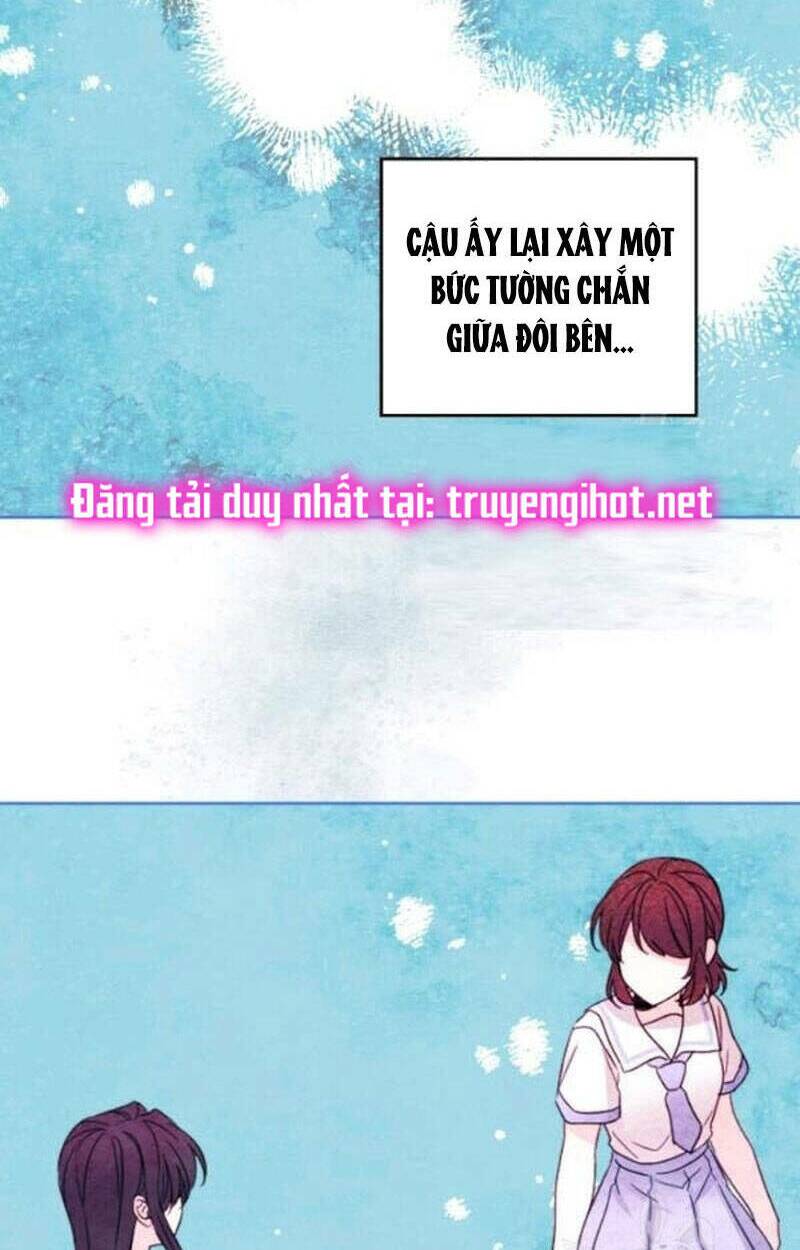 CẬU ẤY LẠI XÂY MỘT
BỨC TƯỜNG CHẮN
GIỮA ĐÔI BÊN...
Đăng tải duy nhất tại: truyengihot.net